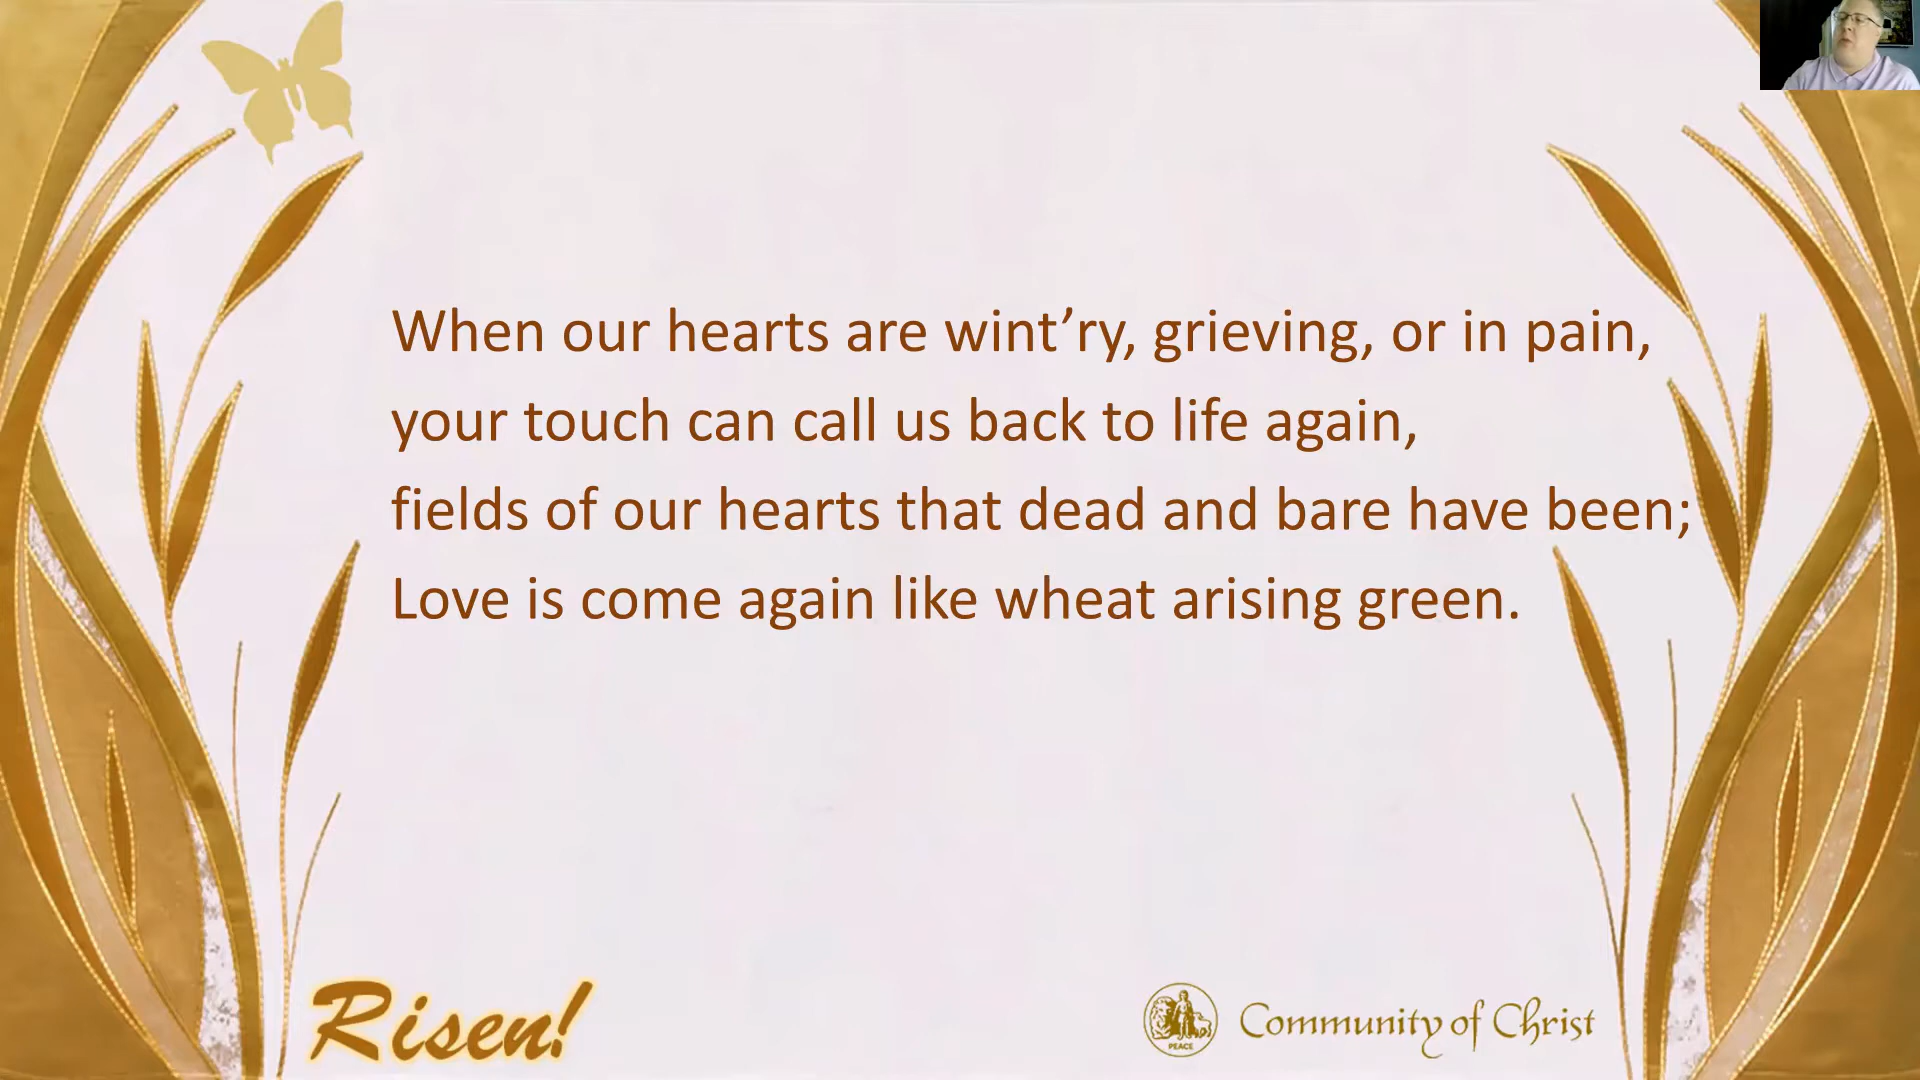 When our hearts are wint’ry, grieving, or in pain,
your touch can call us back to life again,
fields of our hearts that dead and bare have been;
Love is come again like wheat arising green.
Risen!
PEACE
Community of Christ